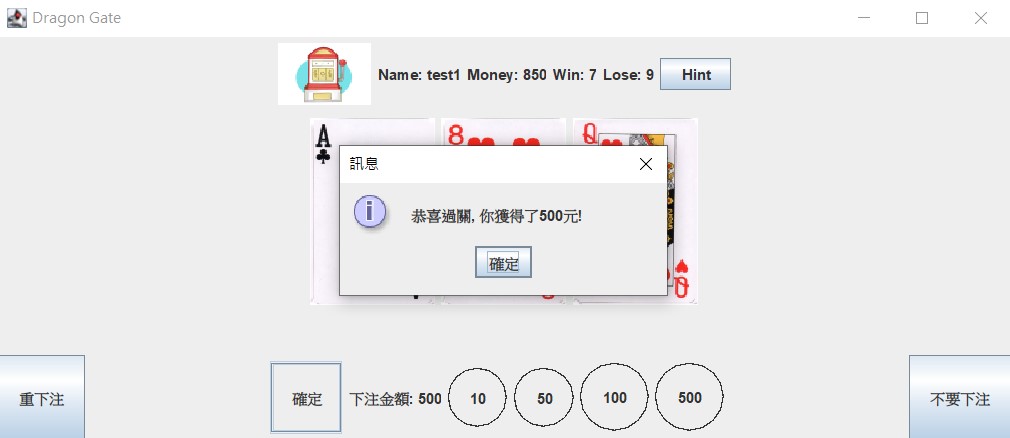 Dragon Gate
Name: test1 Money: 850 Win: 7 Lose: 9
Hint
A
8
Q
訊息
恭喜過關, 你獲得了500元!
確定
Q
重下注
確定
下注金額: 500
10
50
100
500
不要下注